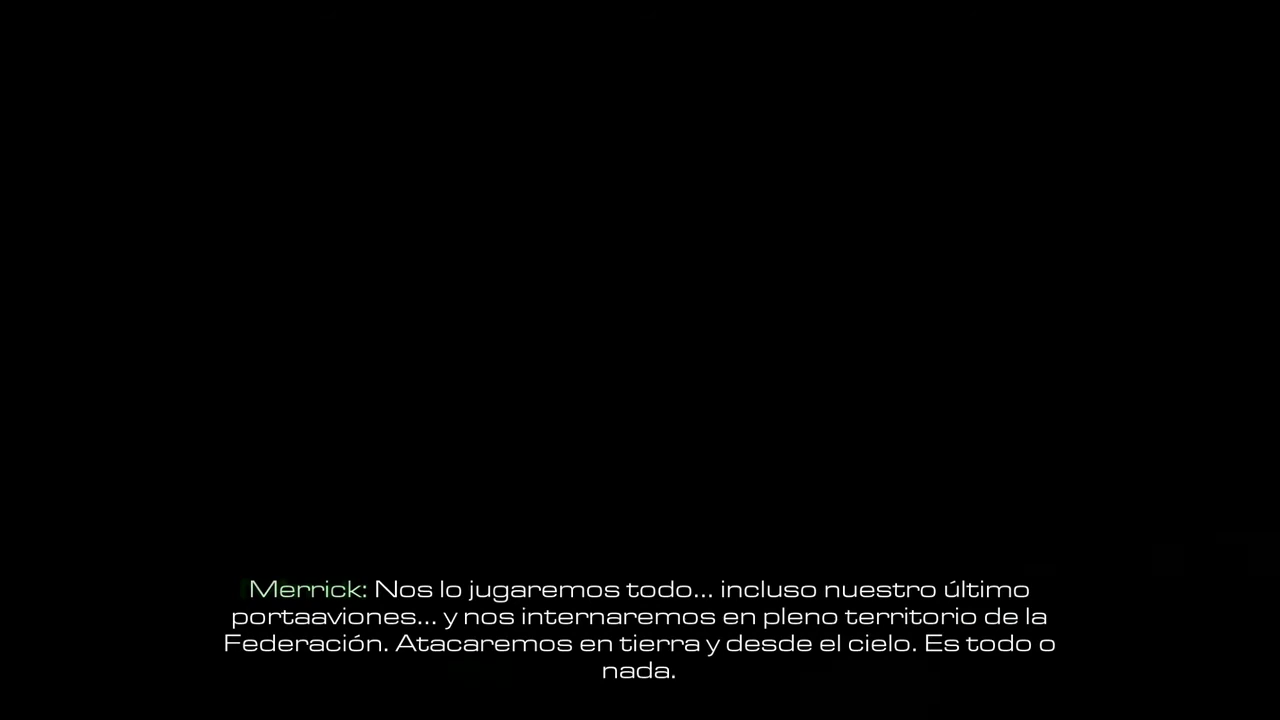 Merrick: Nos lo jugaremos todo... incluso nuestro último
portaaviones... y nos internaremos en pleno territorio de la
Federación. Atacaremos en tierra y desde el cielo. Es todo o
nada.